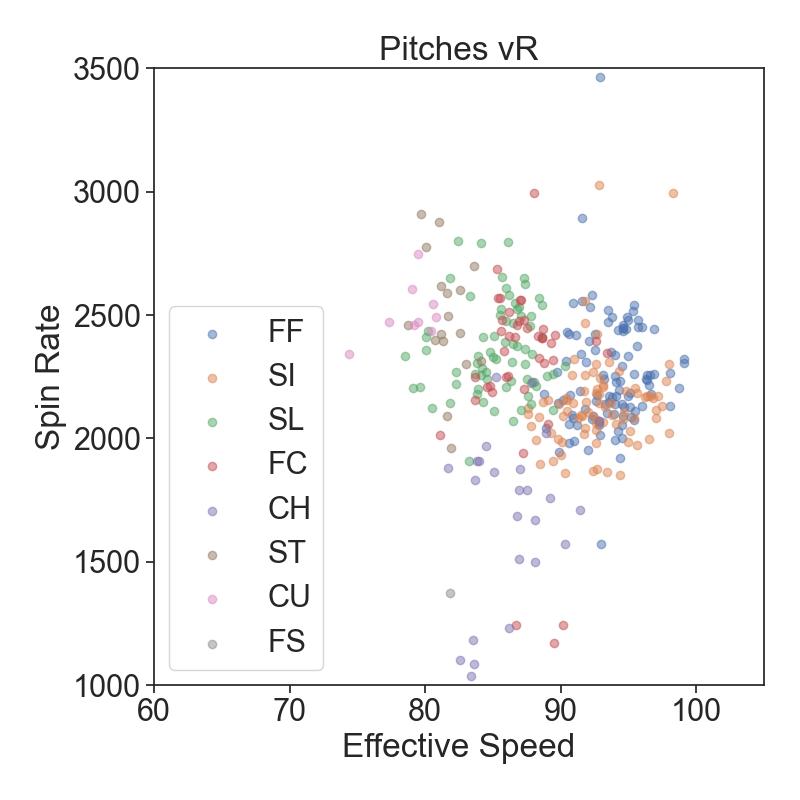 Pitches vR
3500
3000
2500
2000
1500
1000
Spin Rate
FF
SI
SL
FC
CH
ST
CU
FS
60 70 80 90 100
Effective Speed